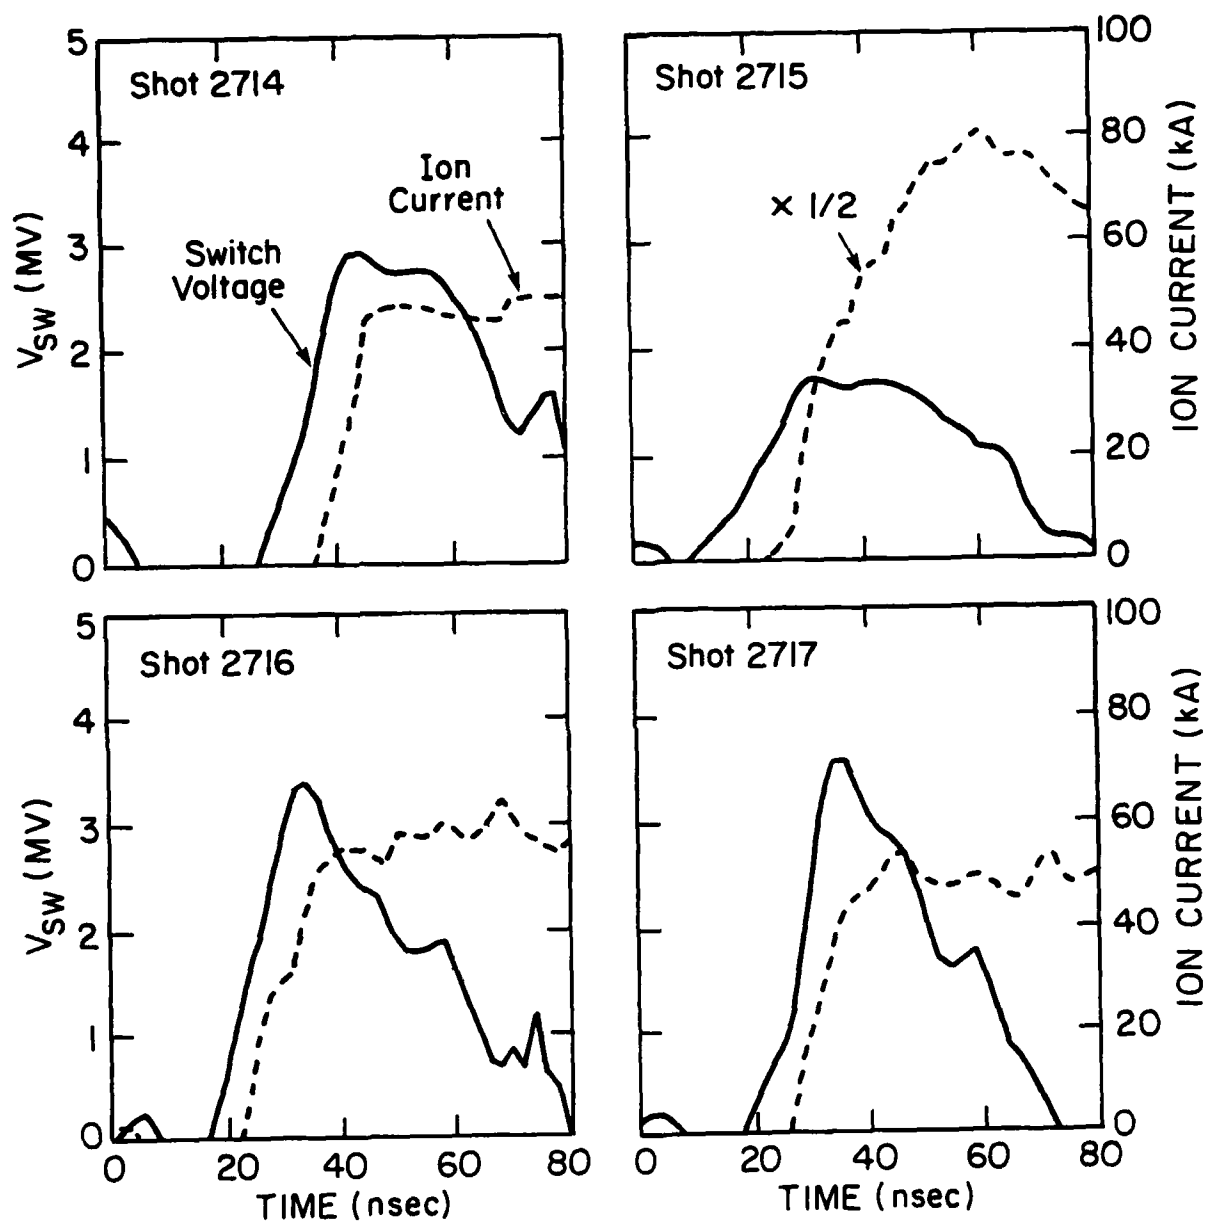 5
4
3
2
1
0
V_SW (MV)
Shot 2714
Ion
Current
Switch
Voltage
Shot 2715
× 1/2
100
80
60
40
20
0
ION CURRENT (kA)
5
4
3
2
1
0
V_SW (MV)
Shot 2716
0 20 40 60 80
TIME (nsec)
Shot 2717
100
80
60
40
20
0
ION CURRENT (kA)
0 20 40 60 80
TIME (nsec)